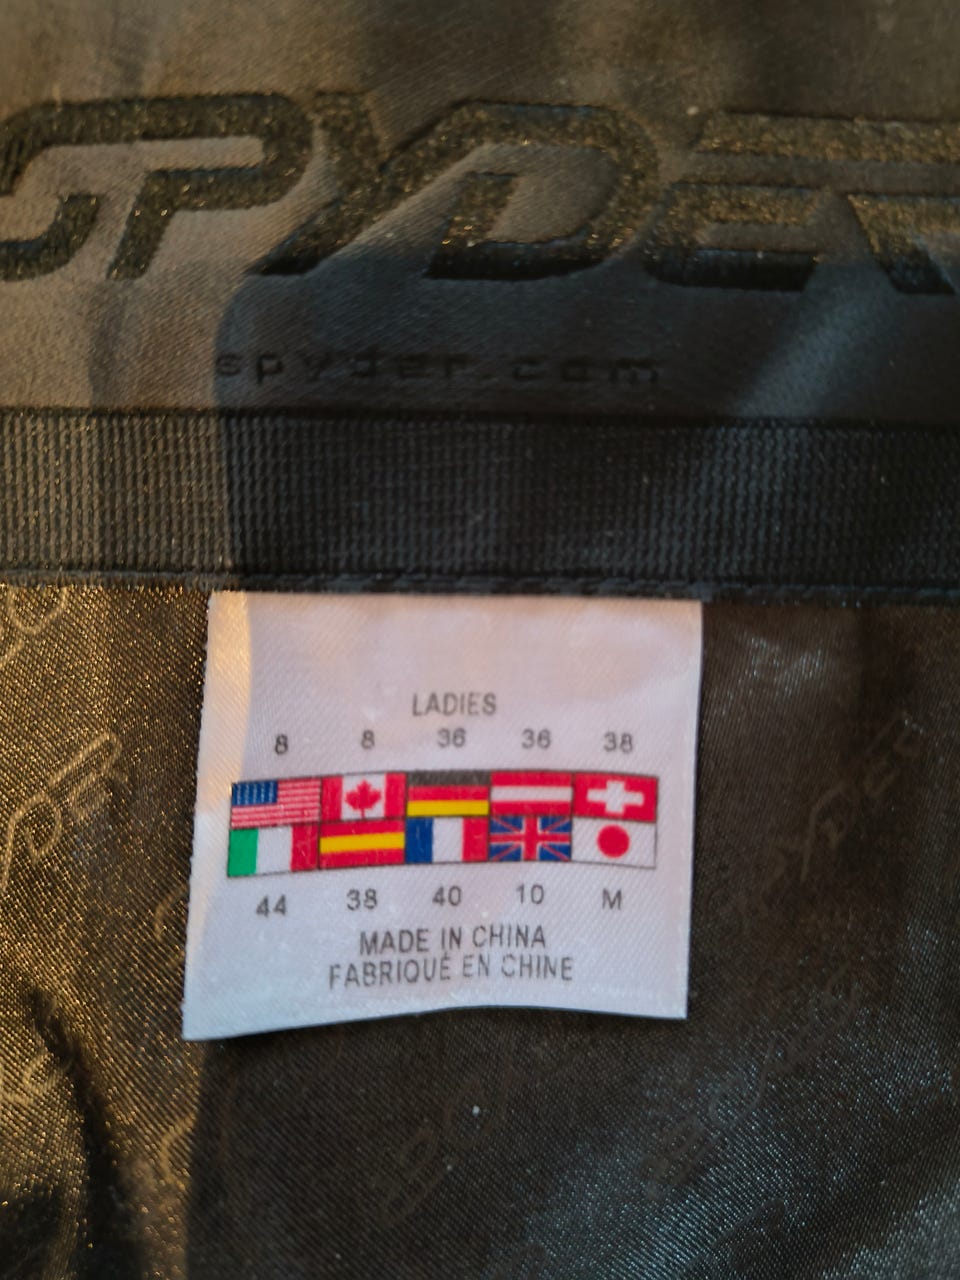 SPYDER
spyder.com
LADIES
8 8 36 36 38
44 38 40 10 M
MADE IN CHINA
FABRIQUÉ EN CHINE